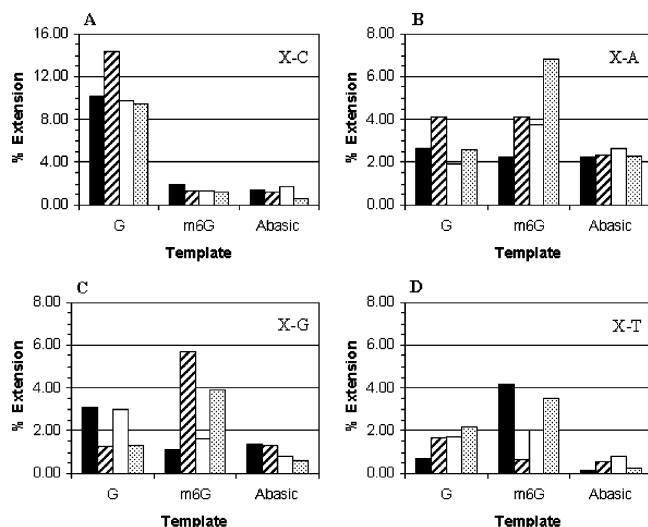 A
X-C
16.00
12.00
8.00
4.00
0.00
% Extension
G m6G Abasic
Template
B
X-A
8.00
6.00
4.00
2.00
0.00
% Extension
G m6G Abasic
Template
C
X-G
8.00
6.00
4.00
2.00
0.00
% Extension
G m6G Abasic
Template
D
X-T
8.00
6.00
4.00
2.00
0.00
% Extension
G m6G Abasic
Template